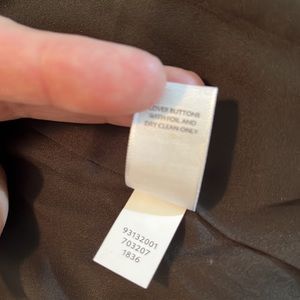 COVER BUTTONS
WITH FOIL AND
DRY CLEAN ONLY
93132001
703207
1836